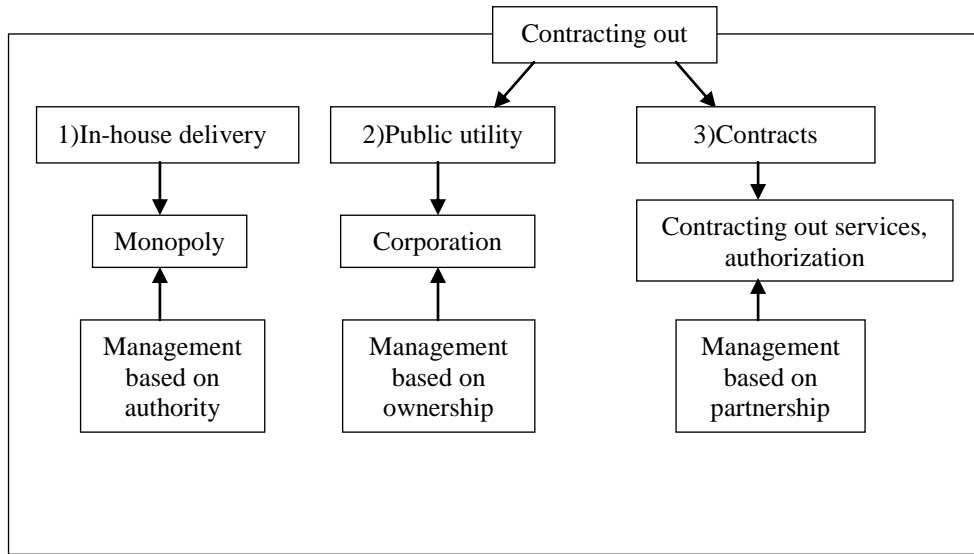 Contracting out
1)In-house delivery
2)Public utility
3)Contracts
Monopoly
Corporation
Contracting out services,
authorization
Management
based on
authority
Management
based on
ownership
Management
based on
partnership